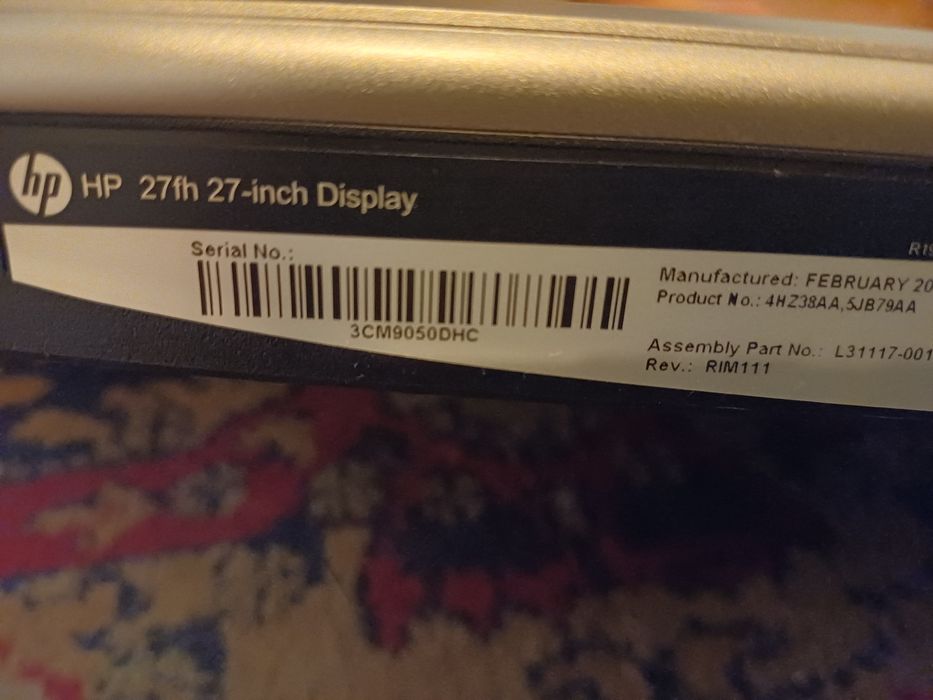 hp HP 27fh 27-inch Display
Serial No.:
3CM9050DHC
Manufactured: FEBRUARY 20
Product No.: 4HZ38AA,5JB79AA
Assembly Part No.: L31117-001
Rev.: RIM111